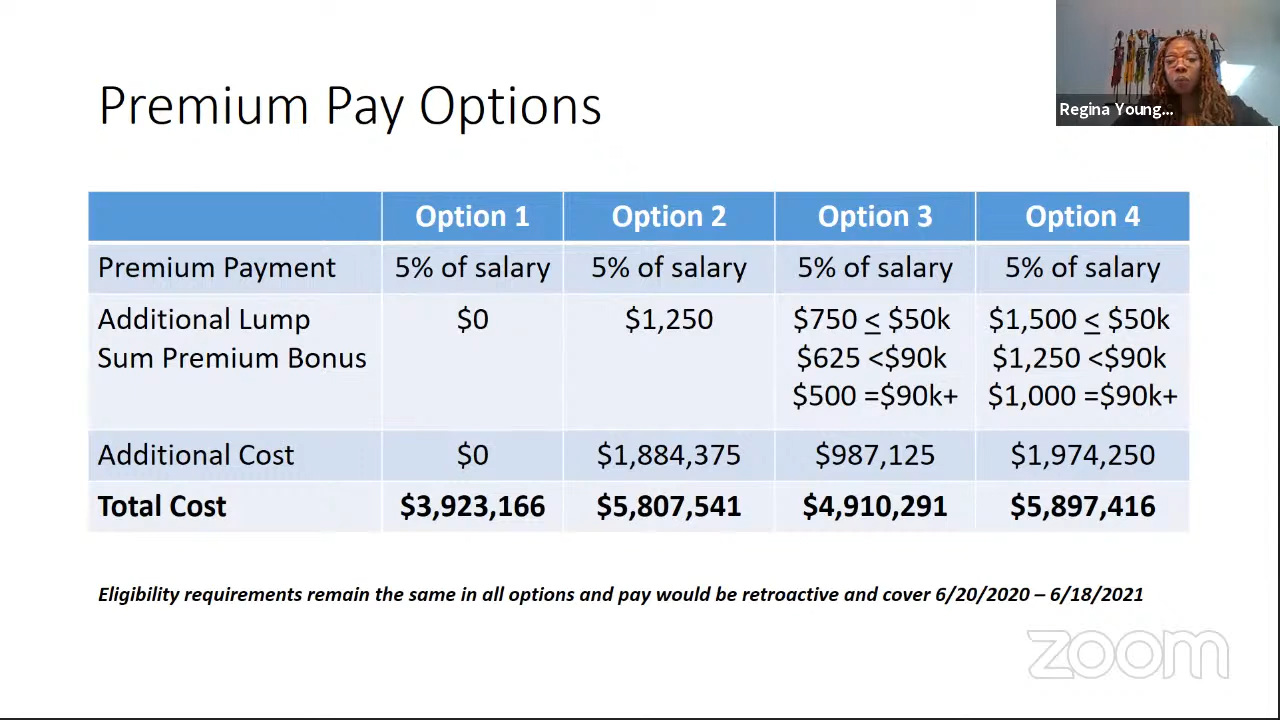 Premium Pay Options
Regina Young...
Option 1 Option 2 Option 3 Option 4
Premium Payment 5% of salary 5% of salary 5% of salary 5% of salary
Additional Lump $0 $1,250 $750 ≤ $50k $1,500 ≤ $50k
Sum Premium Bonus $625 <$90k $1,250 <$90k
$500 =$90k+ $1,000 =$90k+
Additional Cost $0 $1,884,375 $987,125 $1,974,250
Total Cost $3,923,166 $5,807,541 $4,910,291 $5,897,416
Eligibility requirements remain the same in all options and pay would be retroactive and cover 6/20/2020 – 6/18/2021
zoom